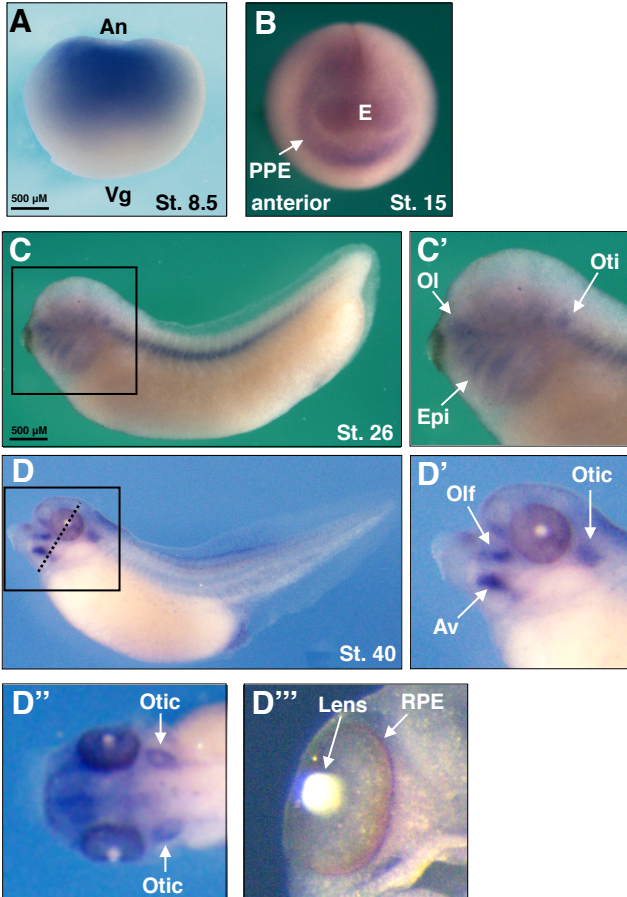 A
An
Vg
500 µM
St. 8.5
B
E
PPE
anterior
St. 15
C
500 µM
St. 26
C’
Ol
Oti
Epi
D
St. 40
D’
Olf
Otic
Av
D’’
Otic
Otic
D’’’
Lens
RPE